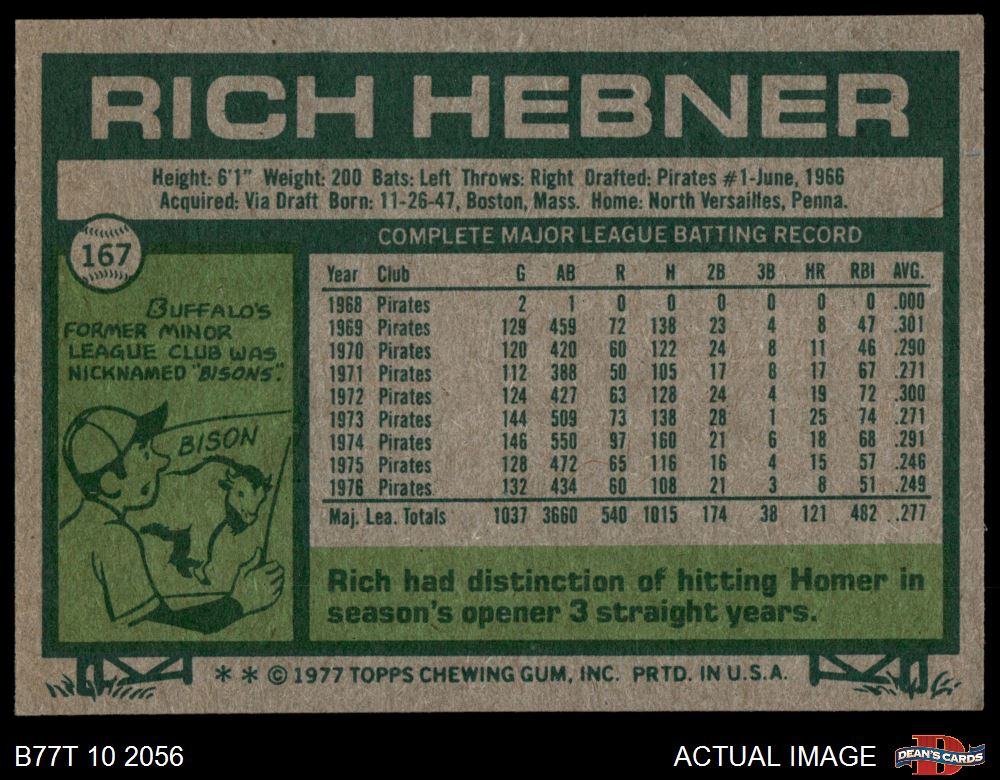 RICH HEBNER
Height: 6'1" Weight: 200 Bats: Left Throws: Right Drafted: Pirates #1-June, 1966
Acquired: Via Draft Born: 11-26-47, Boston, Mass. Home: North Versailles, Penna.
167
COMPLETE MAJOR LEAGUE BATTING RECORD
BUFFALO'S
FORMER MINOR
LEAGUE CLUB WAS
NICKNAMED "BISONS".
BISON
Year Club G AB R H 2B 3B HR RBI AVG.
1968 Pirates 2 1 0 0 0 0 0 0 .000
1969 Pirates 129 459 72 138 23 4 8 47 .301
1970 Pirates 120 420 60 122 24 8 11 46 .290
1971 Pirates 112 388 50 105 17 8 17 67 .271
1972 Pirates 124 427 63 128 24 4 19 72 .300
1973 Pirates 144 509 73 138 28 1 25 74 .271
1974 Pirates 146 550 97 160 21 6 18 68 .291
1975 Pirates 128 472 65 116 16 4 15 57 .246
1976 Pirates 132 434 60 108 21 3 8 51 .249
Maj. Lea. Totals 1037 3660 540 1015 174 38 121 482 .277
Rich had distinction of hitting Homer in
season's opener 3 straight years.
* * © 1977 TOPPS CHEWING GUM, INC. PRTD. IN U.S.A.
B77T 10 2056
ACTUAL IMAGE
D
DEAN'S CARDS